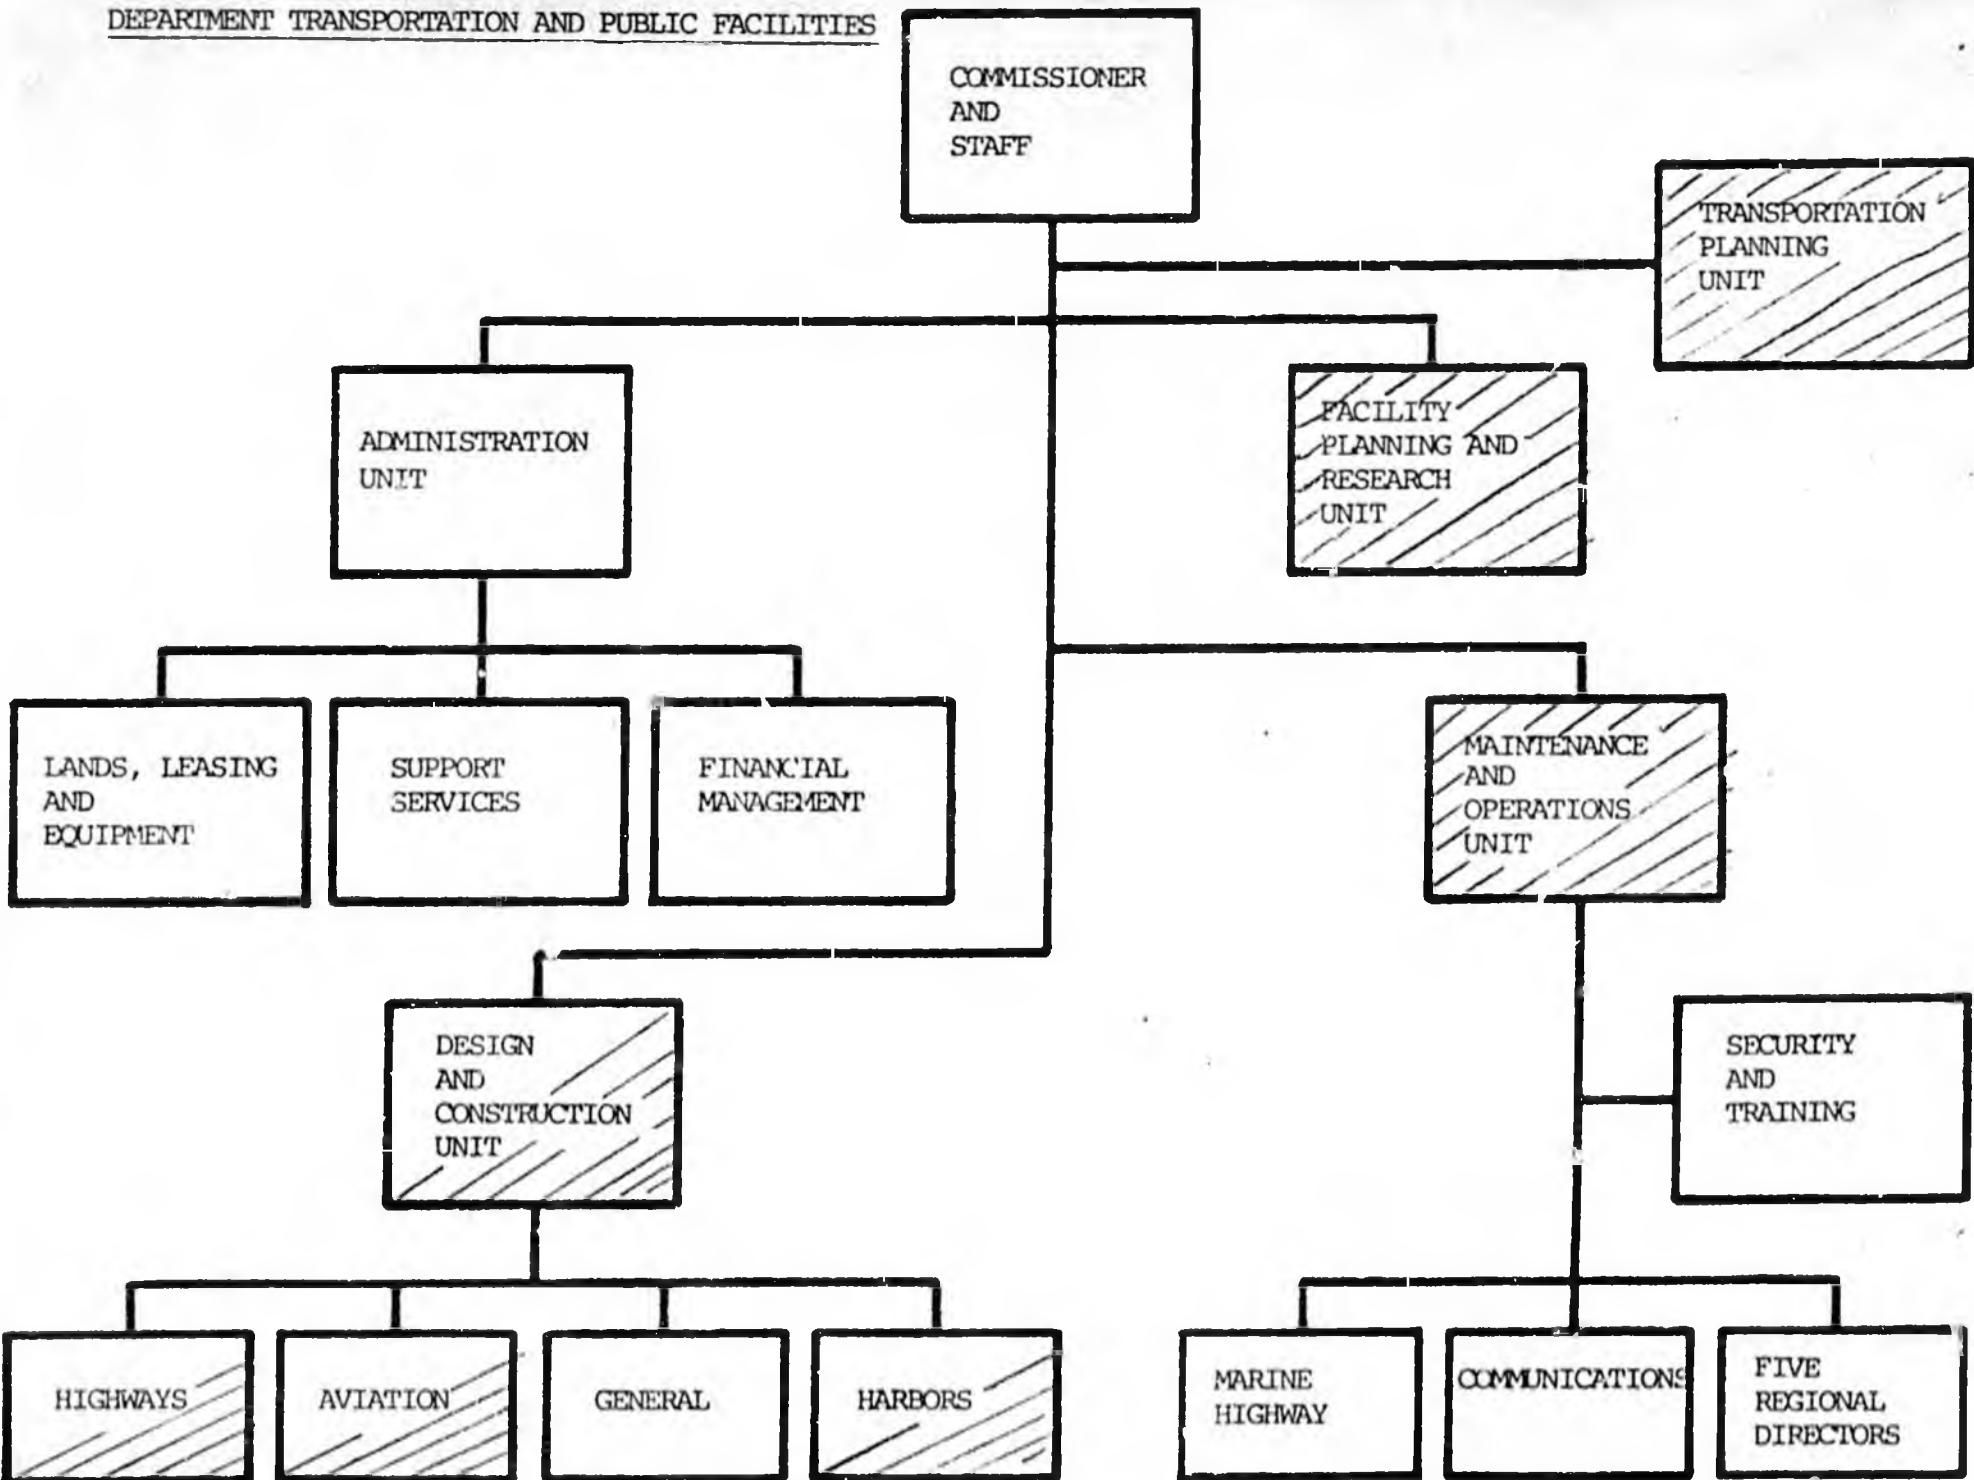 DEPARTMENT TRANSPORTATION AND PUBLIC FACILITIES
COMMISSIONER
AND
STAFF
TRANSPORTATION
PLANNING
UNIT
ADMINISTRATION
UNIT
FACILITY
PLANNING AND
RESEARCH
UNIT
LANDS, LEASING
AND
EQUIPMENT
SUPPORT
SERVICES
FINANCIAL
MANAGEMENT
MAINTENANCE
AND
OPERATIONS
UNIT
DESIGN
AND
CONSTRUCTION
UNIT
SECURITY
AND
TRAINING
HIGHWAYS
AVIATION
GENERAL
HARBORS
MARINE
HIGHWAY
COMMUNICATIONS
FIVE
REGIONAL
DIRECTORS